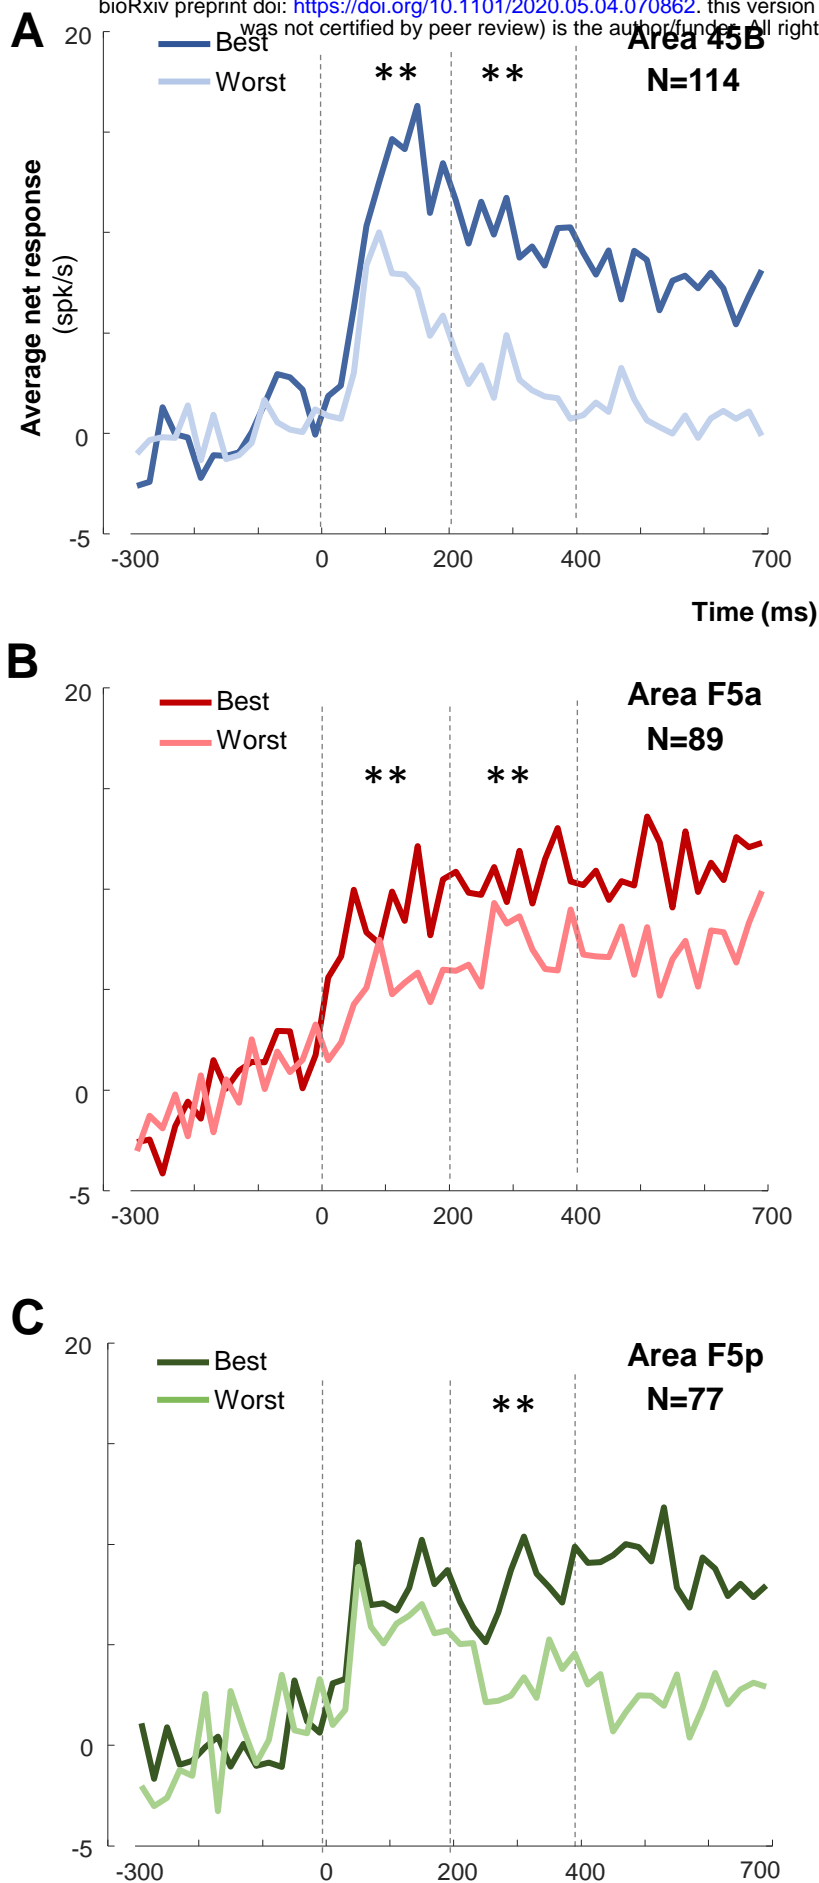 bioRxiv preprint doi: https://doi.org/10.1101/2020.05.04.070862. this version
was not certified by peer review) is the author/funder. All right
A
20
Best
Worst
Area 45B
N=114
** **
Average net response
(spk/s)
0
-5
-300 0 200 400 700
Time (ms)
B
20
Best
Worst
Area F5a
N=89
** **
0
-5
-300 0 200 400 700
C
20
Best
Worst
Area F5p
N=77
**
0
-5
-300 0 200 400 700